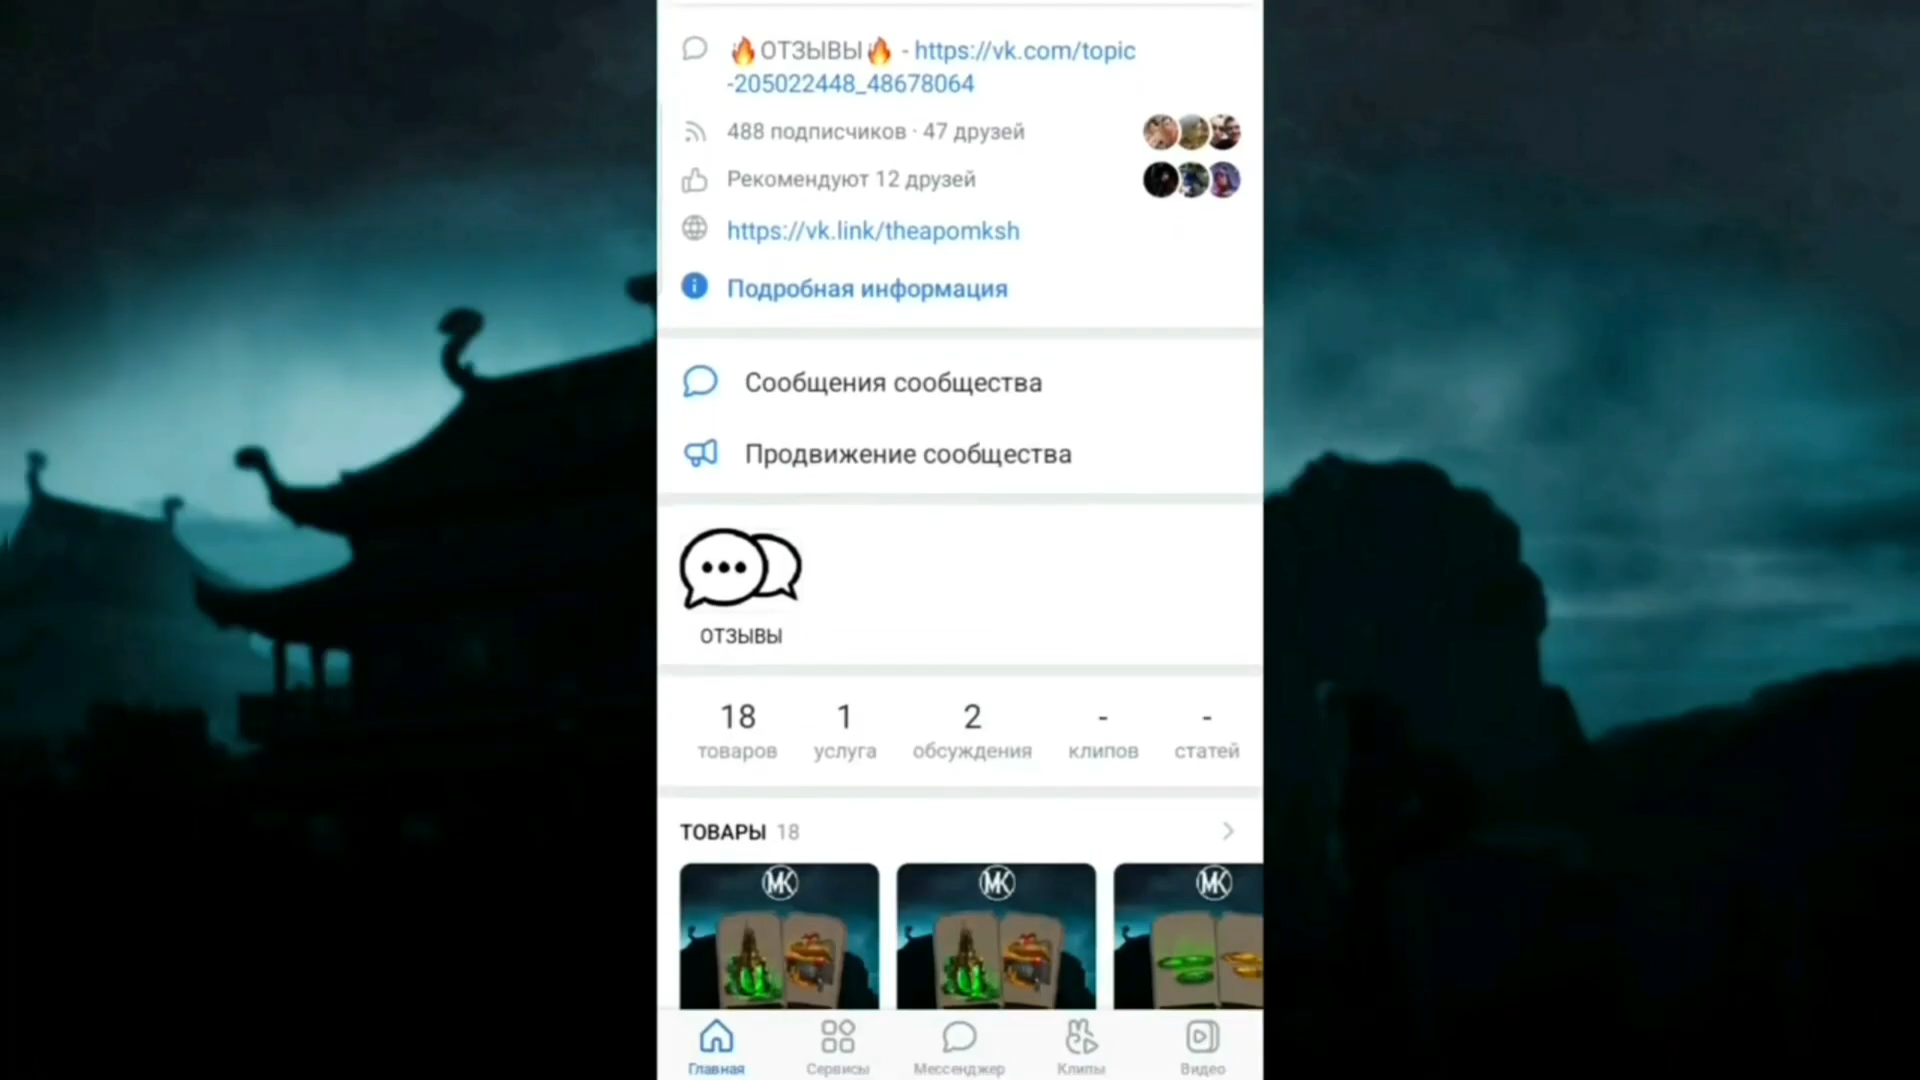 🔥ОТЗЫВЫ🔥 - https://vk.com/topic
-205022448_48678064
488 подписчиков · 47 друзей
Рекомендуют 12 друзей
https://vk.link/theapomksh
Подробная информация
Сообщения сообщества
Продвижение сообщества
ОТЗЫВЫ
18 1 2 - -
товаров услуга обсуждения клипов статей
ТОВАРЫ 18
MK MK MK
Главная Сервисы Мессенджер Клипы Видео